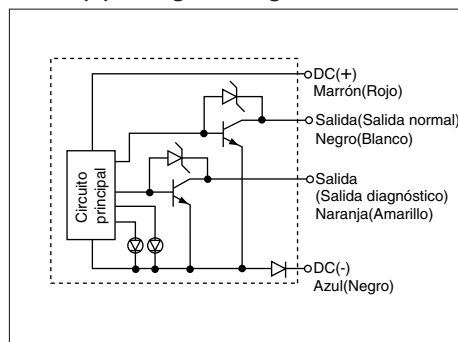 DC(+)
Marrón(Rojo)
Salida(Salida normal)
Negro(Blanco)
Salida
(Salida diagnóstico)
Naranja(Amarillo)
Circuito
principal
DC(-)
Azul(Negro)